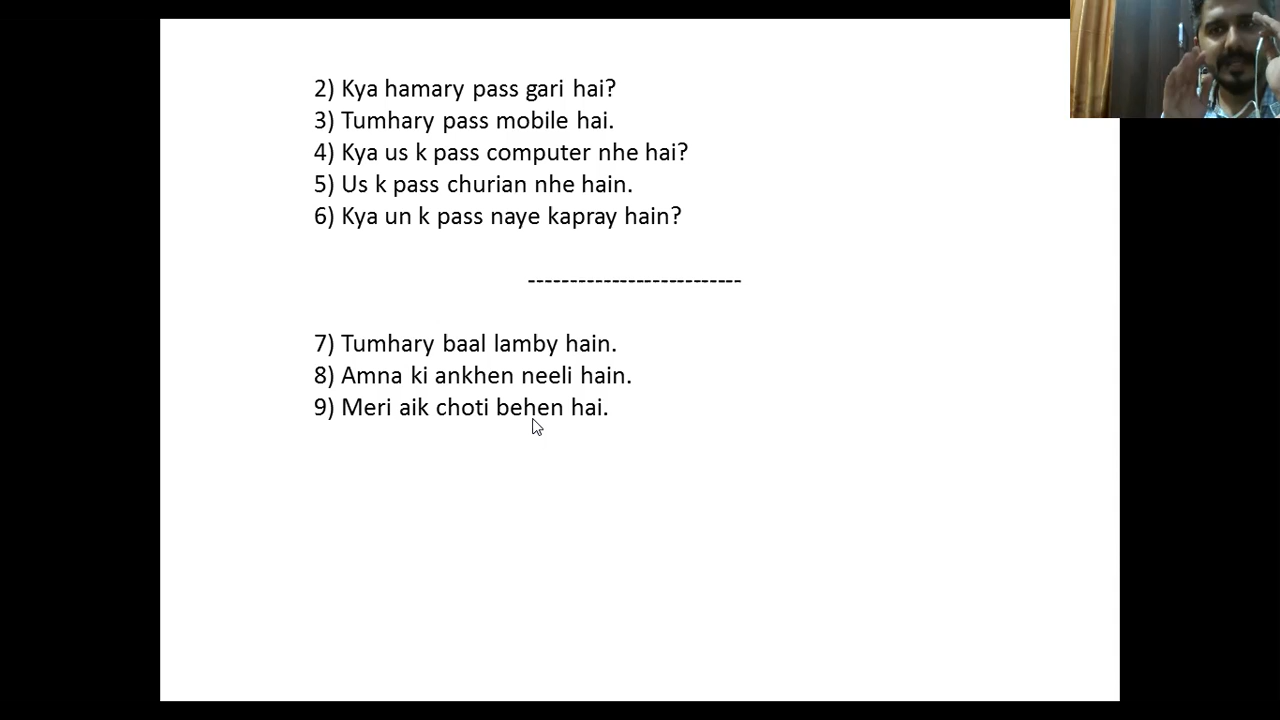 2) Kya hamary pass gari hai?
3) Tumhary pass mobile hai.
4) Kya us k pass computer nhe hai?
5) Us k pass churian nhe hain.
6) Kya un k pass naye kapray hain?
--------------------------
7) Tumhary baal lamby hain.
8) Amna ki ankhen neeli hain.
9) Meri aik choti behen hai.